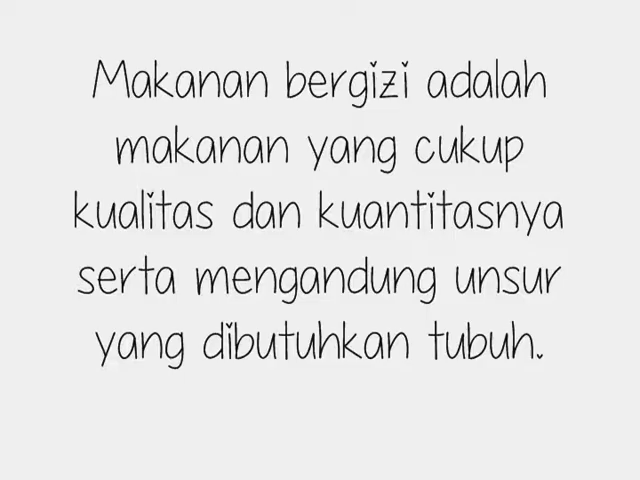 Makanan bergizi adalah
makanan yang cukup
kualitas dan kuantitasnya
serta mengandung unsur
yang dibutuhkan tubuh.